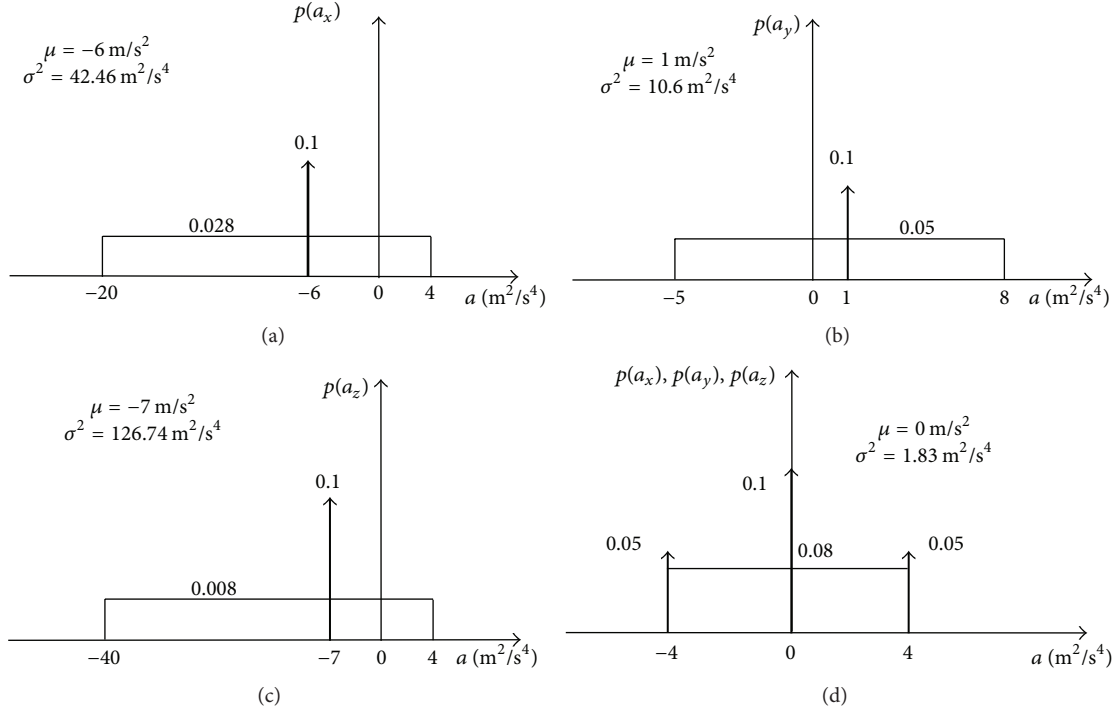 p(aₓ)
μ = −6 m/s²
σ² = 42.46 m²/s⁴
0.1
0.028
−20 −6 0 4 a (m²/s⁴)
(a)
p(a_y)
μ = 1 m/s²
σ² = 10.6 m²/s⁴
0.1
0.05
−5 0 1 8 a (m²/s⁴)
(b)
p(a_z)
μ = −7 m/s²
σ² = 126.74 m²/s⁴
0.1
0.008
−40 −7 0 4 a (m²/s⁴)
(c)
p(aₓ), p(a_y), p(a_z)
μ = 0 m/s²
σ² = 1.83 m²/s⁴
0.1
0.05 0.08 0.05
−4 0 4 a (m²/s⁴)
(d)